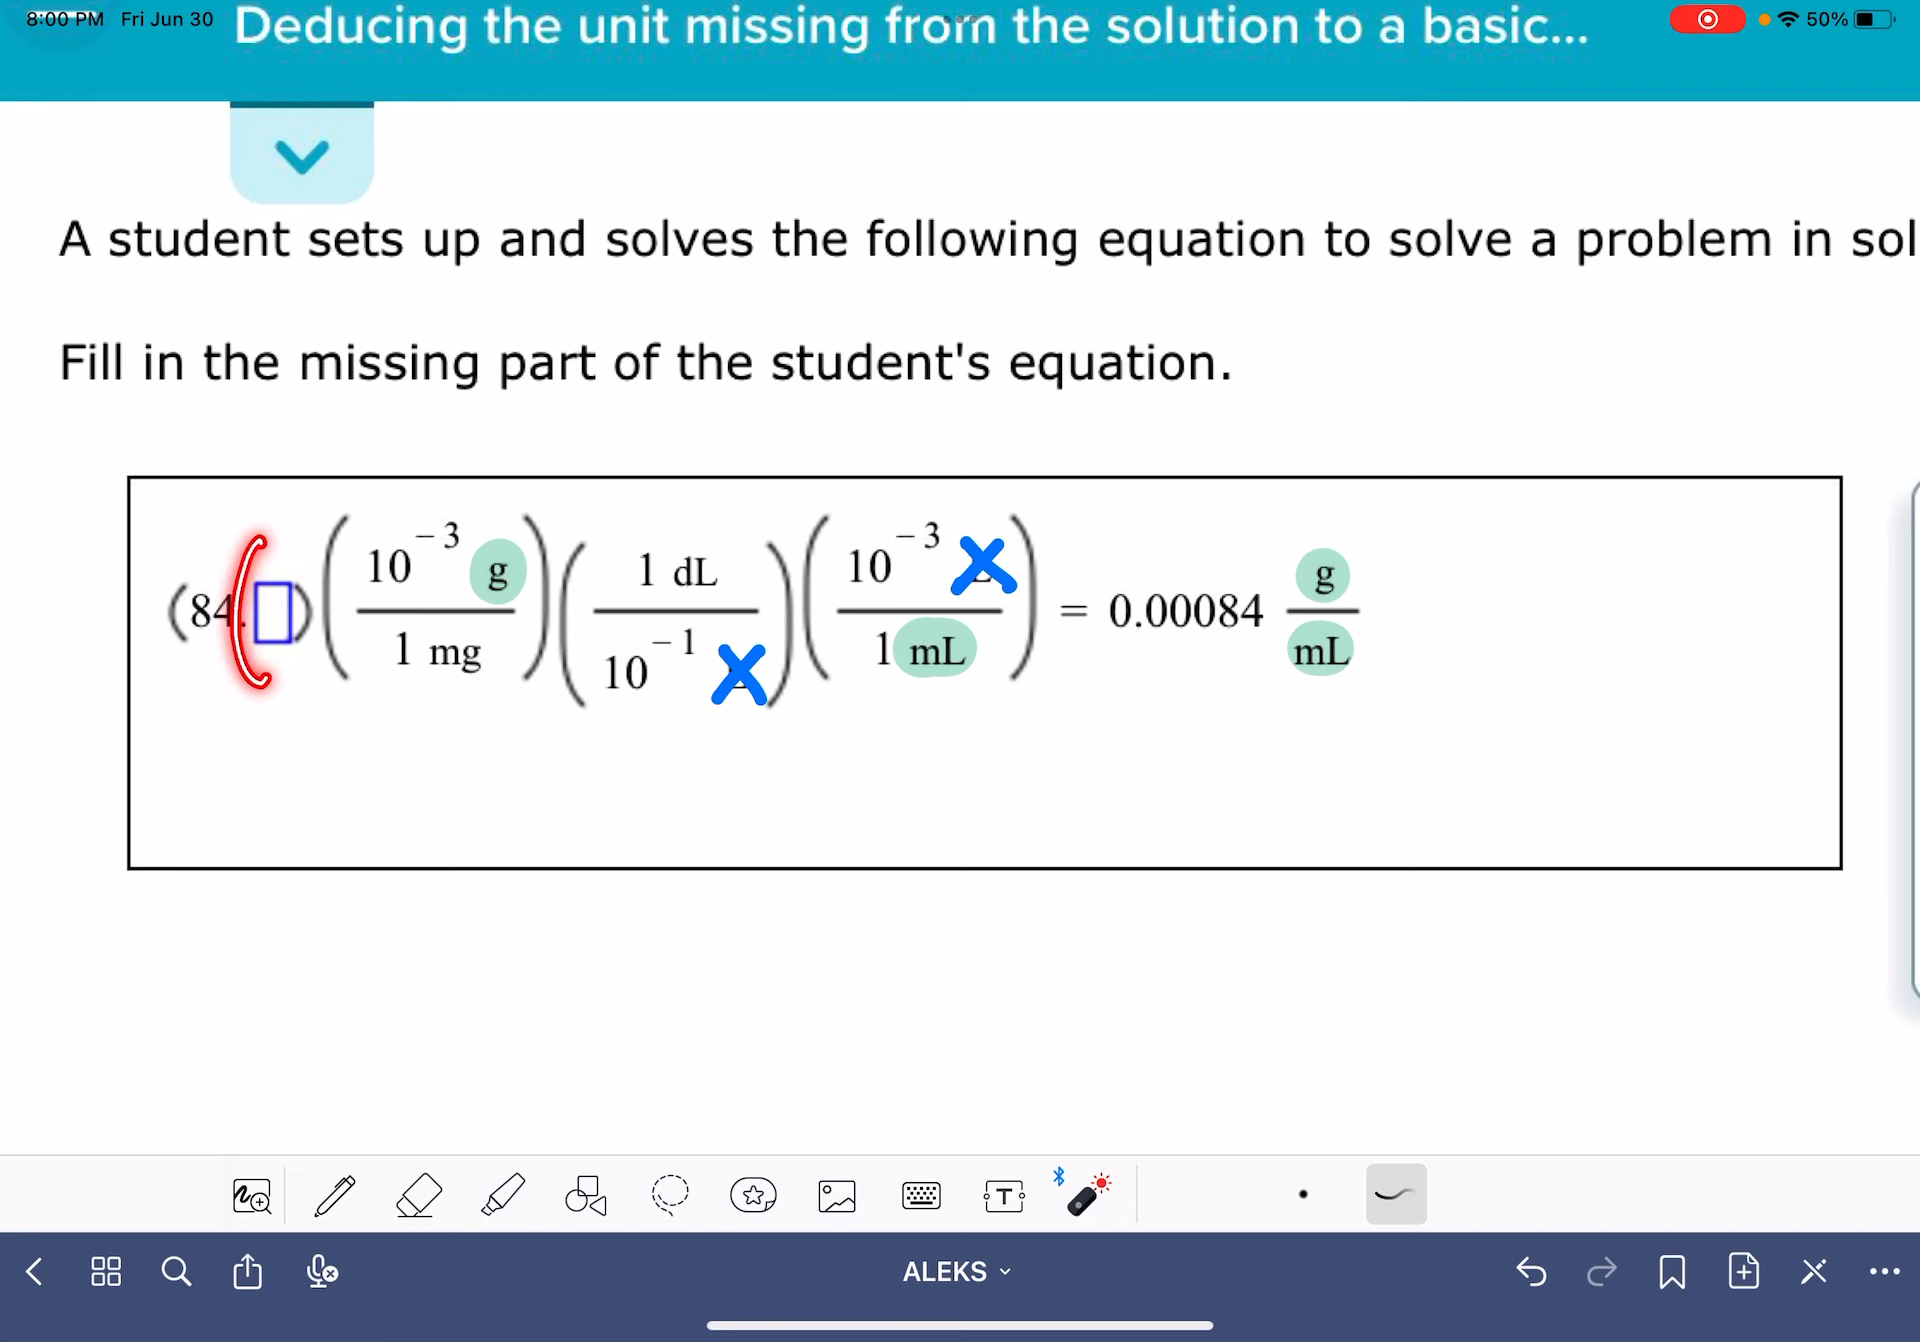 8:00 PM Fri Jun 30
Deducing the unit missing from the solution to a basic...
50%
A student sets up and solves the following equation to solve a problem in sol
Fill in the missing part of the student's equation.
(84.□)(10⁻³ g / 1 mg)(1 dL / 10⁻¹)(10⁻³ / 1 mL) = 0.00084 g / mL
T
ALEKS